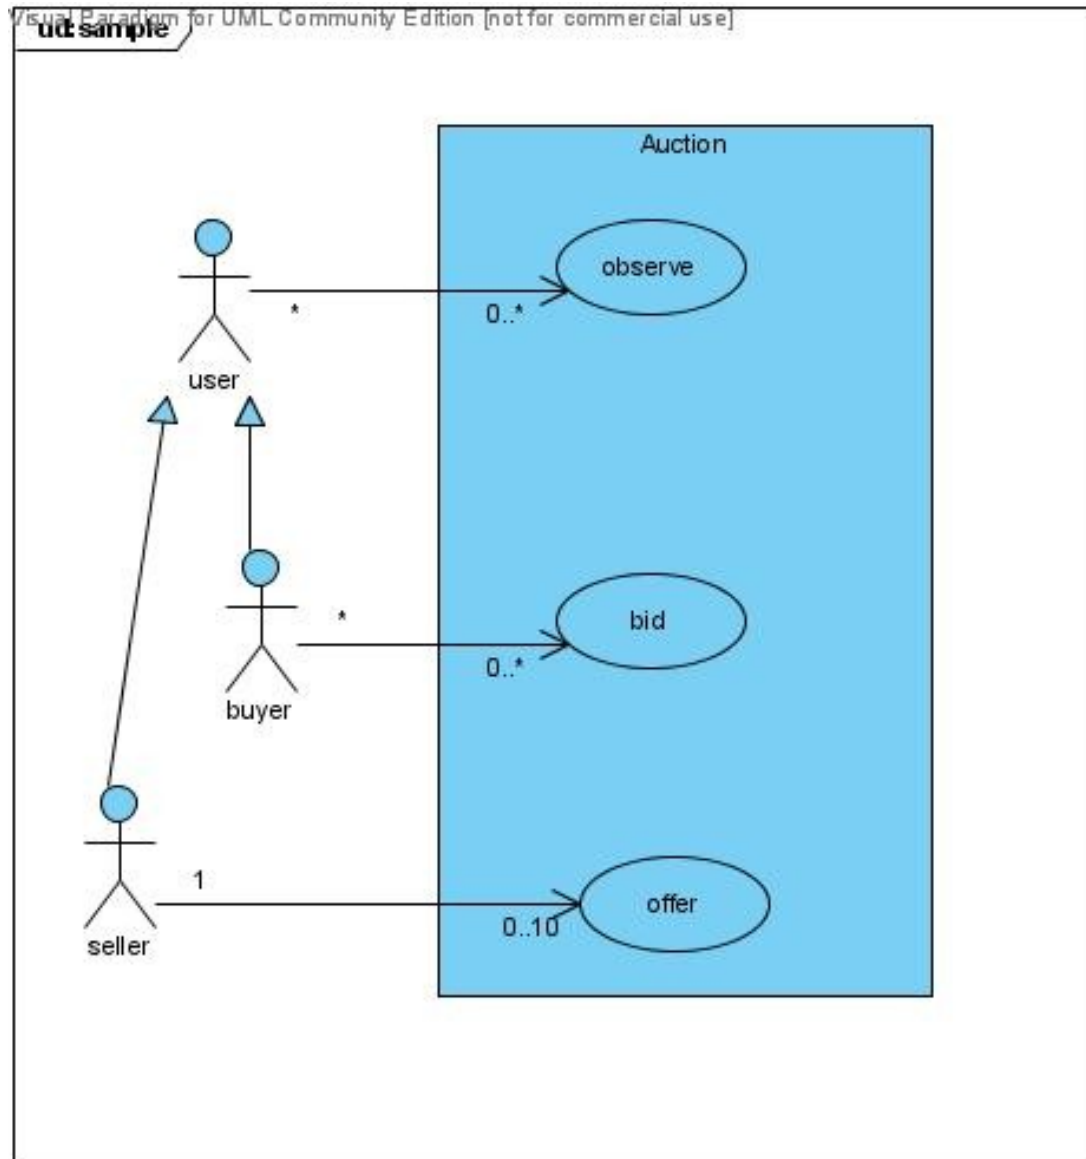 Visual Paradigm for UML Community Edition [not for commercial use]
ud: sample
Auction
observe
*
0..*
user
bid
*
0..*
buyer
1
offer
0..10
seller